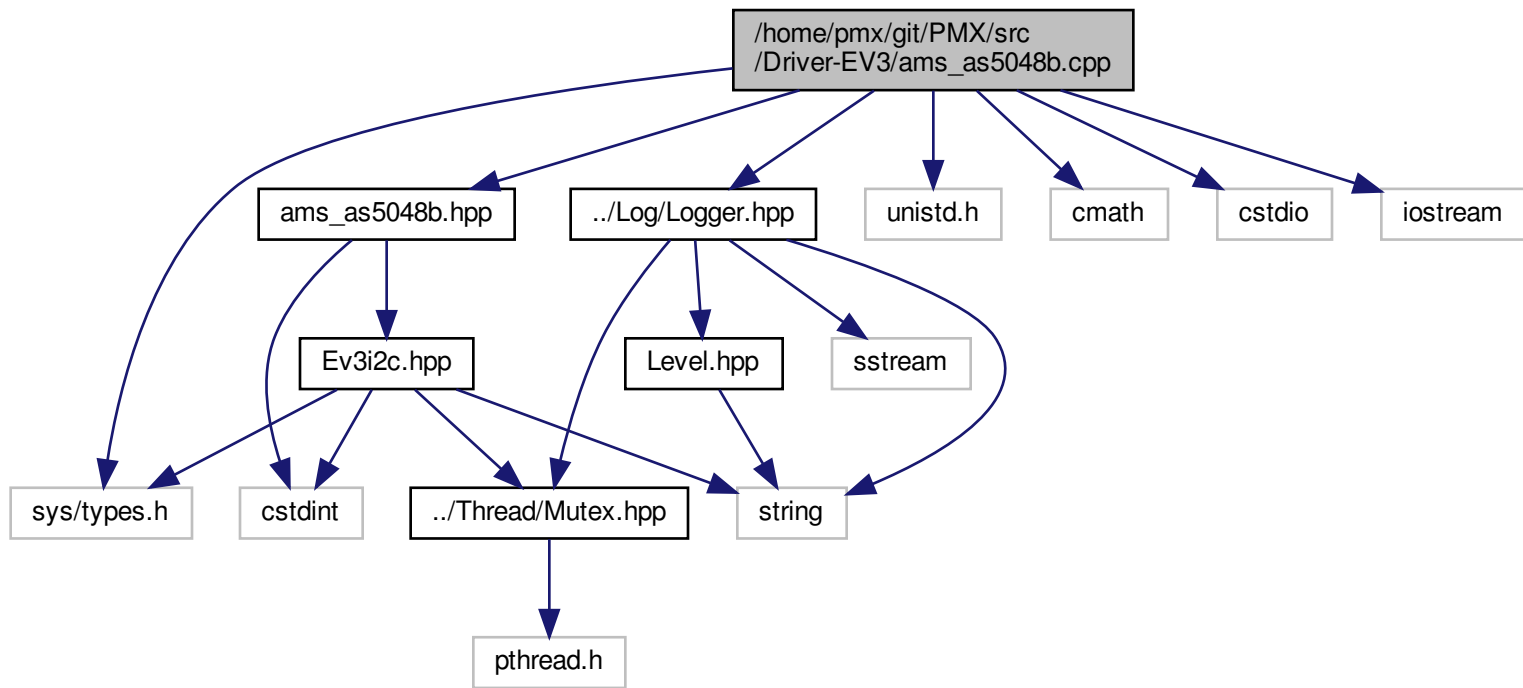 /home/pmx/git/PMX/src
/Driver-EV3/ams_as5048b.cpp
ams_as5048b.hpp
../Log/Logger.hpp
unistd.h
cmath
cstdio
iostream
Ev3i2c.hpp
Level.hpp
sstream
sys/types.h
cstdint
../Thread/Mutex.hpp
string
pthread.h